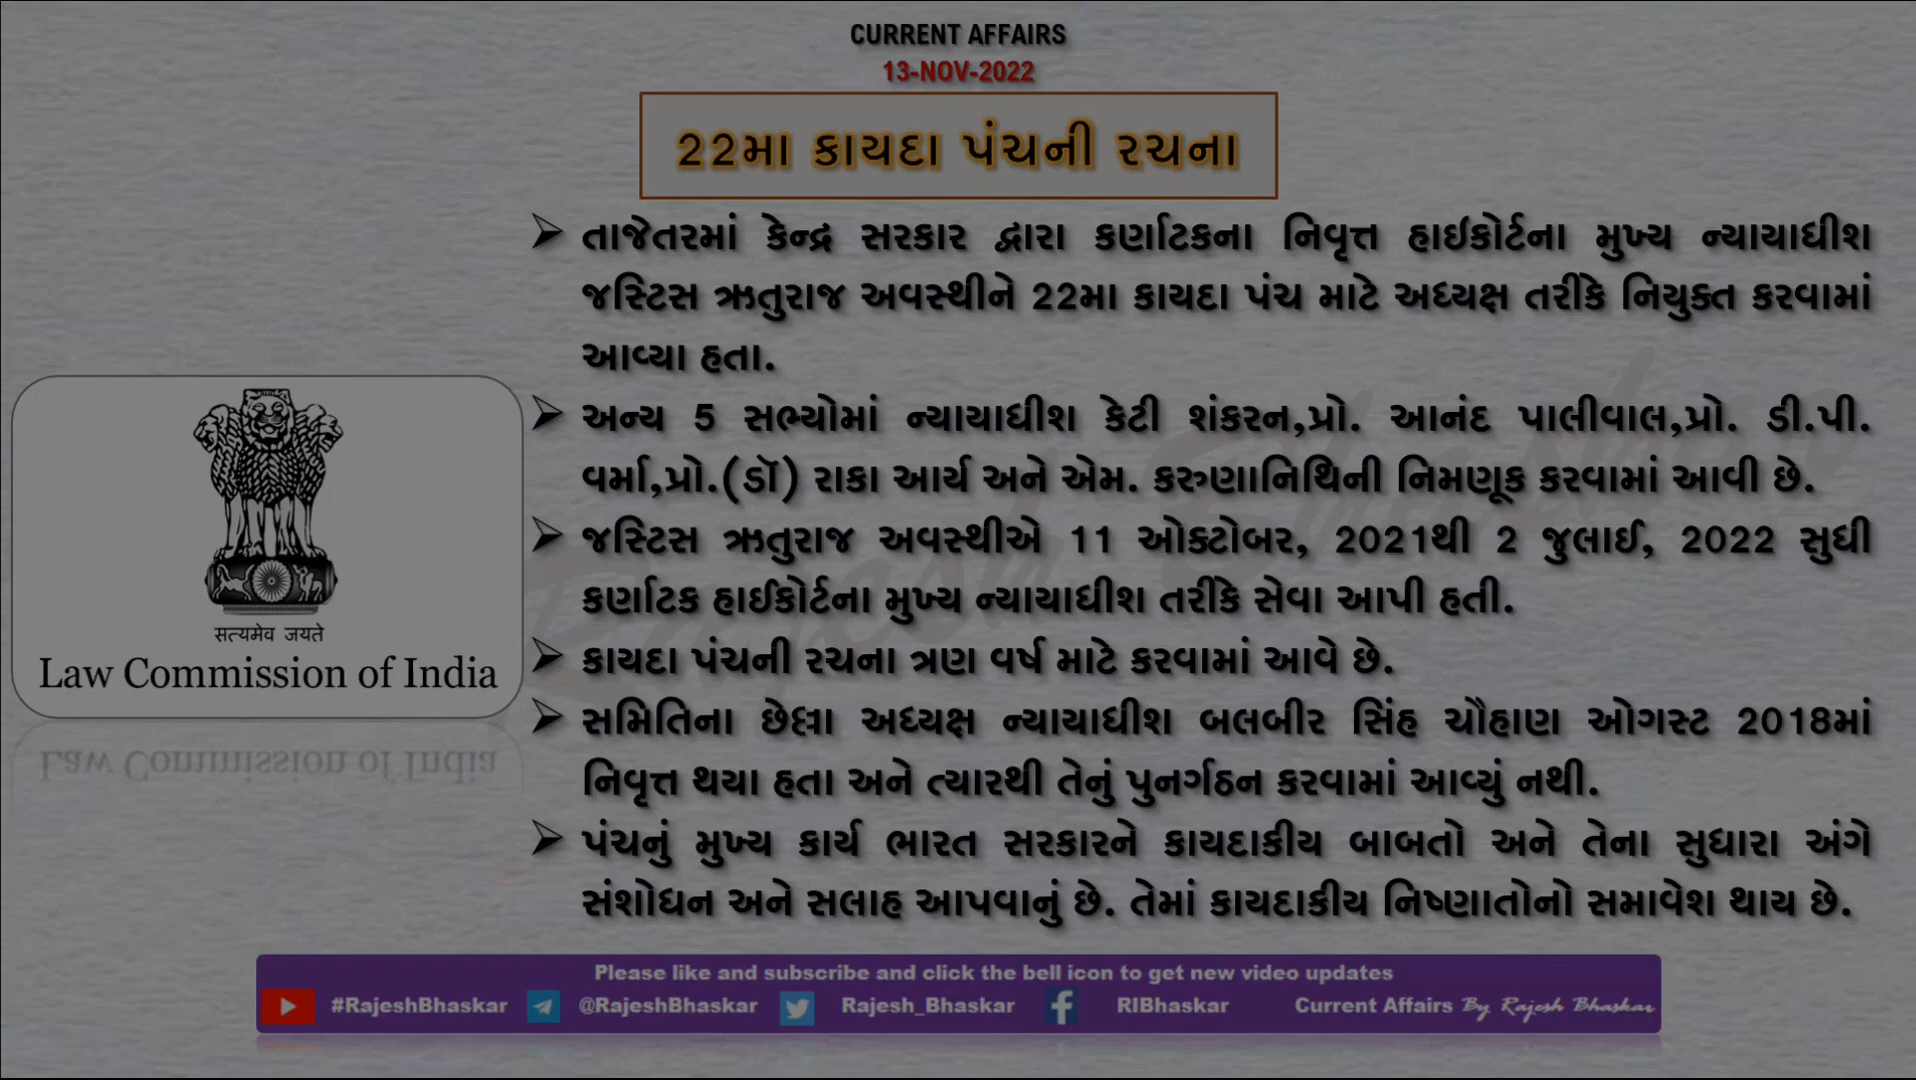 CURRENT AFFAIRS
13-NOV-2022
22મા કાયદા પંચની રચના
➢ તાજેતરમાં કેન્દ્ર સરકાર દ્વારા કર્ણાટકના નિવૃત્ત હાઈકોર્ટના મુખ્ય ન્યાયાધીશ
જસ્ટિસ ઋતુરાજ અવસ્થીને 22મા કાયદા પંચ માટે અધ્યક્ષ તરીકે નિયુક્ત કરવામાં
આવ્યા હતા.
➢ અન્ય 5 સભ્યોમાં ન્યાયાધીશ કેટી શંકરન,પ્રો. આનંદ પાલીવાલ,પ્રો. ડી.પી.
વર્મા,પ્રો.(ડૉ) રાકા આર્ય અને એમ. કરુણાનિથિની નિમણૂક કરવામાં આવી છે.
➢ જસ્ટિસ ઋતુરાજ અવસ્થીએ 11 ઓક્ટોબર, 2021થી 2 જુલાઈ, 2022 સુધી
કર્ણાટક હાઈકોર્ટના મુખ્ય ન્યાયાધીશ તરીકે સેવા આપી હતી.
➢ કાયદા પંચની રચના ત્રણ વર્ષ માટે કરવામાં આવે છે.
➢ સમિતિના છેલ્લા અધ્યક્ષ ન્યાયાધીશ બલબીર સિંહ ચૌહાણ ઓગસ્ટ 2018માં
નિવૃત્ત થયા હતા અને ત્યારથી તેનું પુનર્ગઠન કરવામાં આવ્યું નથી.
➢ પંચનું મુખ્ય કાર્ય ભારત સરકારને કાયદાકીય બાબતો અને તેના સુધારા અંગે
સંશોધન અને સલાહ આપવાનું છે. તેમાં કાયદાકીય નિષ્ણાતોનો સમાવેશ થાય છે.
सत्यमेव जयते
Law Commission of India
Rajesh Bhaskar
Please like and subscribe and click the bell icon to get new video updates
#RajeshBhaskar @RajeshBhaskar Rajesh_Bhaskar RIBhaskar Current Affairs By Rajesh Bhaskar